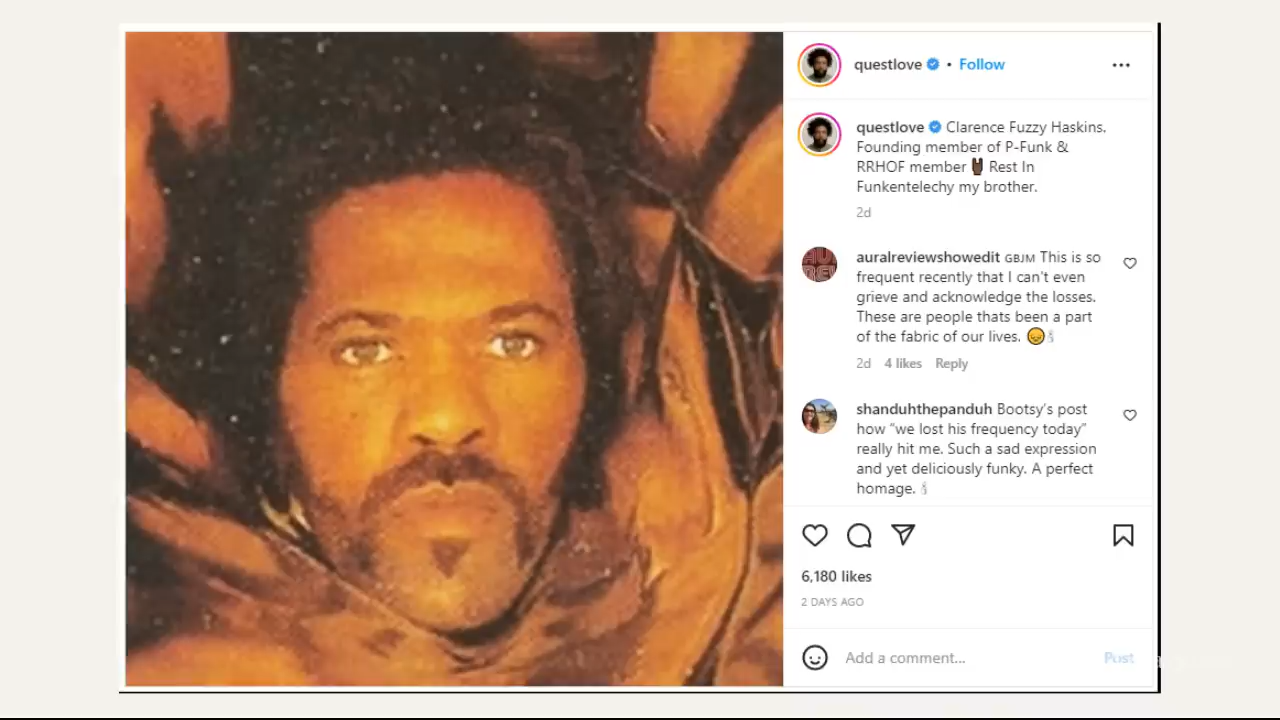 questlove • Follow
questlove Clarence Fuzzy Haskins.
Founding member of P-Funk &
RRHOF member 🤘🏿 Rest In
Funkentelechy my brother.
2d
auralreviewshowedit GBJM This is so
frequent recently that I can't even
grieve and acknowledge the losses.
These are people thats been a part
of the fabric of our lives. 😞🕯
2d 4 likes Reply
shanduhthepanduh Bootsy's post
how “we lost his frequency today”
really hit me. Such a sad expression
and yet deliciously funky. A perfect
homage. 🕯
6,180 likes
2 DAYS AGO
Add a comment... Post